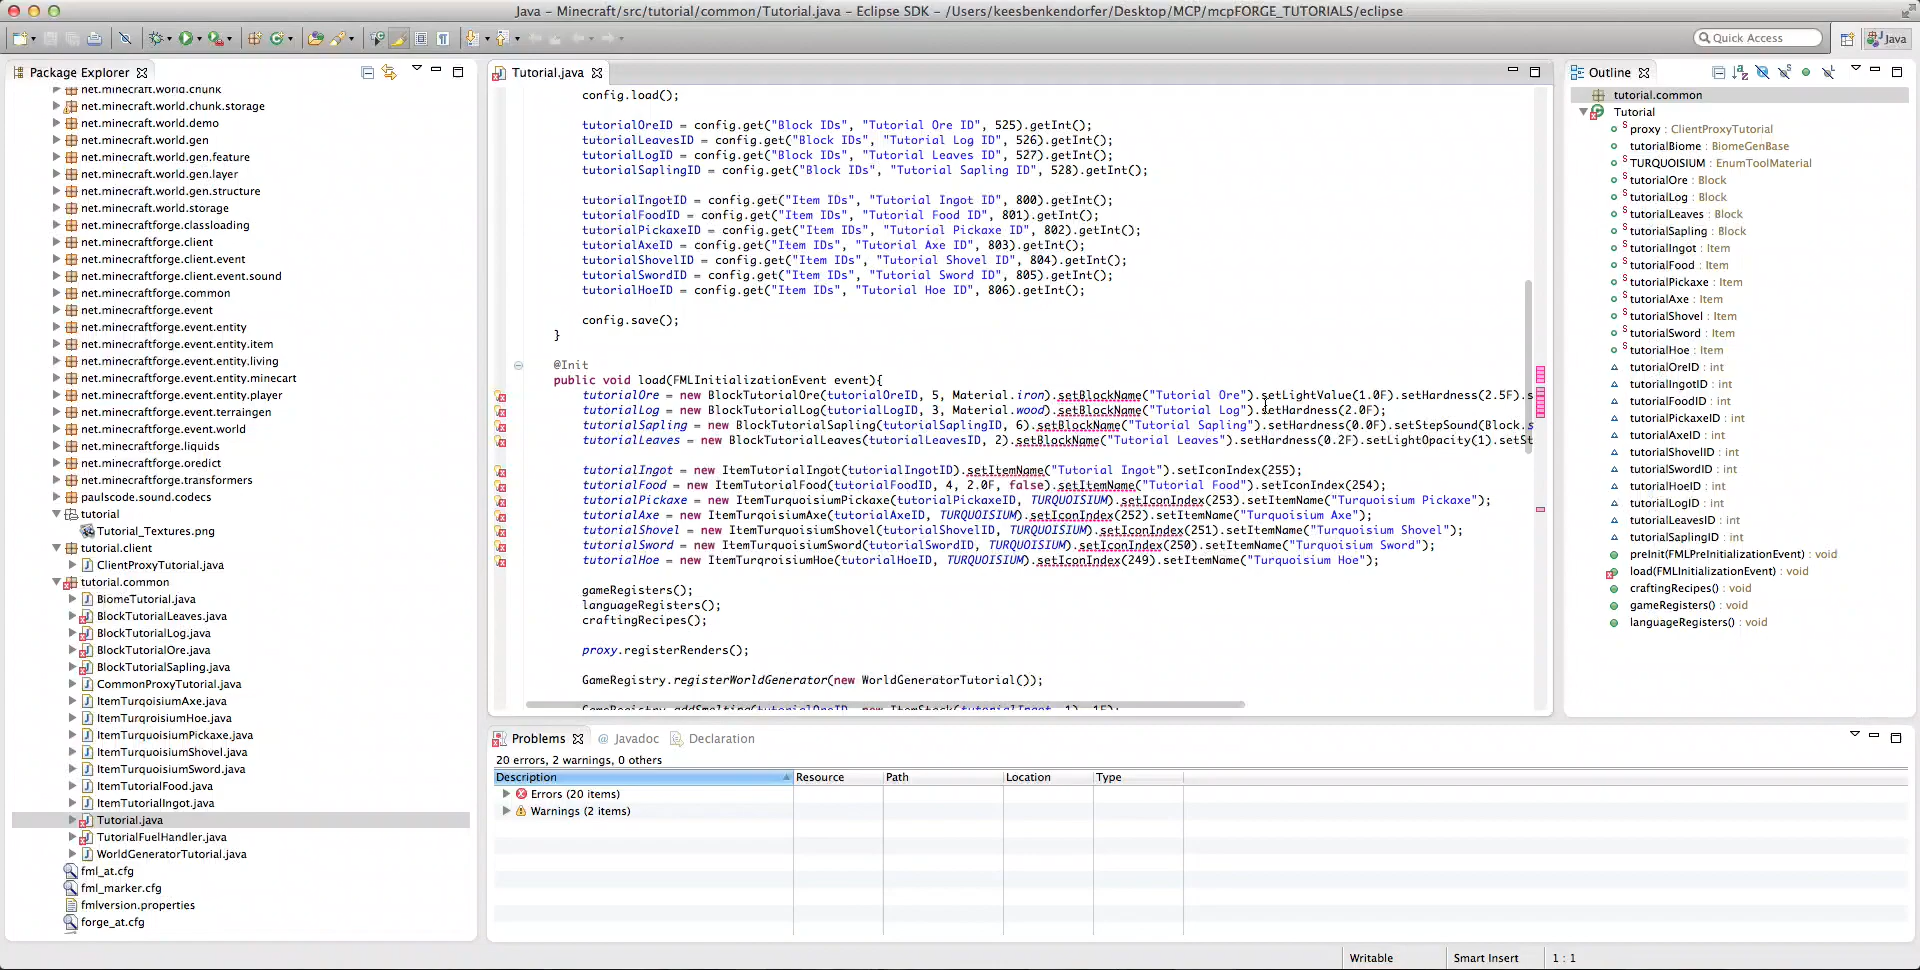 Java – Minecraft/src/tutorial/common/Tutorial.java – Eclipse SDK – /Users/keesbenkendorfer/Desktop/MCP/mcpFORGE_TUTORIALS/eclipse
Quick Access
Java
Package Explorer
net.minecraft.world.chunk
net.minecraft.world.chunk.storage
net.minecraft.world.demo
net.minecraft.world.gen
net.minecraft.world.gen.feature
net.minecraft.world.gen.layer
net.minecraft.world.gen.structure
net.minecraft.world.storage
net.minecraftforge.classloading
net.minecraftforge.client
net.minecraftforge.client.event
net.minecraftforge.client.event.sound
net.minecraftforge.common
net.minecraftforge.event
net.minecraftforge.event.entity
net.minecraftforge.event.entity.item
net.minecraftforge.event.entity.living
net.minecraftforge.event.entity.minecart
net.minecraftforge.event.entity.player
net.minecraftforge.event.terraingen
net.minecraftforge.event.world
net.minecraftforge.liquids
net.minecraftforge.oredict
net.minecraftforge.transformers
paulscode.sound.codecs
tutorial
Tutorial_Textures.png
tutorial.client
ClientProxyTutorial.java
tutorial.common
BiomeTutorial.java
BlockTutorialLeaves.java
BlockTutorialLog.java
BlockTutorialOre.java
BlockTutorialSapling.java
CommonProxyTutorial.java
ItemTurqoisiumAxe.java
ItemTurqroisiumHoe.java
ItemTurquoisiumPickaxe.java
ItemTurquoisiumShovel.java
ItemTurquoisiumSword.java
ItemTutorialFood.java
ItemTutorialIngot.java
Tutorial.java
TutorialFuelHandler.java
WorldGeneratorTutorial.java
fml_at.cfg
fml_marker.cfg
fmlversion.properties
forge_at.cfg
Tutorial.java
config.load();
tutorialOreID = config.get("Block IDs", "Tutorial Ore ID", 525).getInt();
tutorialLeavesID = config.get("Block IDs", "Tutorial Log ID", 526).getInt();
tutorialLogID = config.get("Block IDs", "Tutorial Leaves ID", 527).getInt();
tutorialSaplingID = config.get("Block IDs", "Tutorial Sapling ID", 528).getInt();
tutorialIngotID = config.get("Item IDs", "Tutorial Ingot ID", 800).getInt();
tutorialFoodID = config.get("Item IDs", "Tutorial Food ID", 801).getInt();
tutorialPickaxeID = config.get("Item IDs", "Tutorial Pickaxe ID", 802).getInt();
tutorialAxeID = config.get("Item IDs", "Tutorial Axe ID", 803).getInt();
tutorialShovelID = config.get("Item IDs", "Tutorial Shovel ID", 804).getInt();
tutorialSwordID = config.get("Item IDs", "Tutorial Sword ID", 805).getInt();
tutorialHoeID = config.get("Item IDs", "Tutorial Hoe ID", 806).getInt();
config.save();
}
@Init
public void load(FMLInitializationEvent event){
tutorialOre = new BlockTutorialOre(tutorialOreID, 5, Material.iron).setBlockName("Tutorial Ore").setLightValue(1.0F).setHardness(2.5F).s
tutorialLog = new BlockTutorialLog(tutorialLogID, 3, Material.wood).setBlockName("Tutorial Log").setHardness(2.0F);
tutorialSapling = new BlockTutorialSapling(tutorialSaplingID, 6).setBlockName("Tutorial Sapling").setHardness(0.0F).setStepSound(Block.s
tutorialLeaves = new BlockTutorialLeaves(tutorialLeavesID, 2).setBlockName("Tutorial Leaves").setHardness(0.2F).setLightOpacity(1).setSt
tutorialIngot = new ItemTutorialIngot(tutorialIngotID).setItemName("Tutorial Ingot").setIconIndex(255);
tutorialFood = new ItemTutorialFood(tutorialFoodID, 4, 2.0F, false).setItemName("Tutorial Food").setIconIndex(254);
tutorialPickaxe = new ItemTurquoisiumPickaxe(tutorialPickaxeID, TURQUOISIUM).setIconIndex(253).setItemName("Turquoisium Pickaxe");
tutorialAxe = new ItemTurqoisiumAxe(tutorialAxeID, TURQUOISIUM).setIconIndex(252).setItemName("Turquoisium Axe");
tutorialShovel = new ItemTurquoisiumShovel(tutorialShovelID, TURQUOISIUM).setIconIndex(251).setItemName("Turquoisium Shovel");
tutorialSword = new ItemTurquoisiumSword(tutorialSwordID, TURQUOISIUM).setIconIndex(250).setItemName("Turquoisium Sword");
tutorialHoe = new ItemTurqroisiumHoe(tutorialHoeID, TURQUOISIUM).setIconIndex(249).setItemName("Turquoisium Hoe");
gameRegisters();
languageRegisters();
craftingRecipes();
proxy.registerRenders();
GameRegistry.registerWorldGenerator(new WorldGeneratorTutorial());
GameRegistry.addSmelting(tutorialOreID, new ItemStack(tutorialIngot, 1), 1F);
Outline
tutorial.common
Tutorial
proxy : ClientProxyTutorial
tutorialBiome : BiomeGenBase
TURQUOISIUM : EnumToolMaterial
tutorialOre : Block
tutorialLog : Block
tutorialLeaves : Block
tutorialSapling : Block
tutorialIngot : Item
tutorialFood : Item
tutorialPickaxe : Item
tutorialAxe : Item
tutorialShovel : Item
tutorialSword : Item
tutorialHoe : Item
tutorialOreID : int
tutorialIngotID : int
tutorialFoodID : int
tutorialPickaxeID : int
tutorialAxeID : int
tutorialShovelID : int
tutorialSwordID : int
tutorialHoeID : int
tutorialLogID : int
tutorialLeavesID : int
tutorialSaplingID : int
preInit(FMLPreInitializationEvent) : void
load(FMLInitializationEvent) : void
craftingRecipes() : void
gameRegisters() : void
languageRegisters() : void
Problems
@ Javadoc
Declaration
20 errors, 2 warnings, 0 others
Description Resource Path Location Type
Errors (20 items)
Warnings (2 items)
Writable Smart Insert 1 : 1